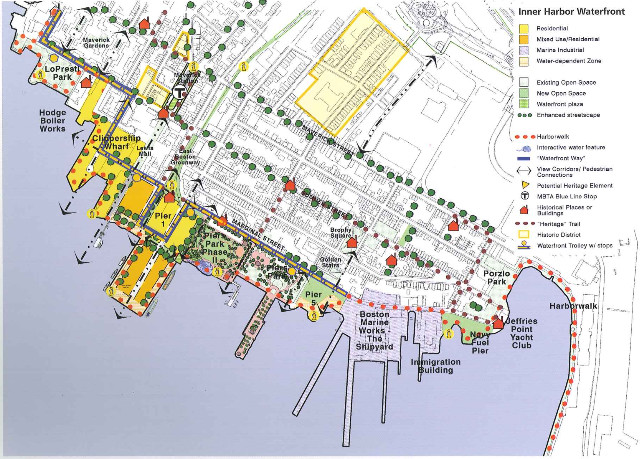 Inner Harbor Waterfront
Residential
Mixed Use/Residential
Marine Industrial
Water-dependent Zone
Existing Open Space
New Open Space
Waterfront plaza
Enhanced streetscape
Harborwalk
Interactive water feature
"Waterfront Way"
View Corridors/ Pedestrian
Connections
Potential Heritage Element
T MBTA Blue Line Stop
Historical Places or
Buildings
"Heritage" Trail
Historic District
Waterfront Trolley w/ stops
Maverick
Gardens
LoPresti
Park
Maverick
Station
T
Hodge
Boiler
Works
Clippership
Wharf
Lewis
Mall
East
Boston
Greenway
Pier
1
MARGINAL STREET
Piers
Park
Phase
II
Piers
Park
Brophy
Square
Golden
Stairs
Pier
5
Boston
Marine
Works -
The
Shipyard
Immigration
Building
Navy
Fuel
Pier
Porzio
Park
Jeffries
Point
Yacht
Club
Harborwalk